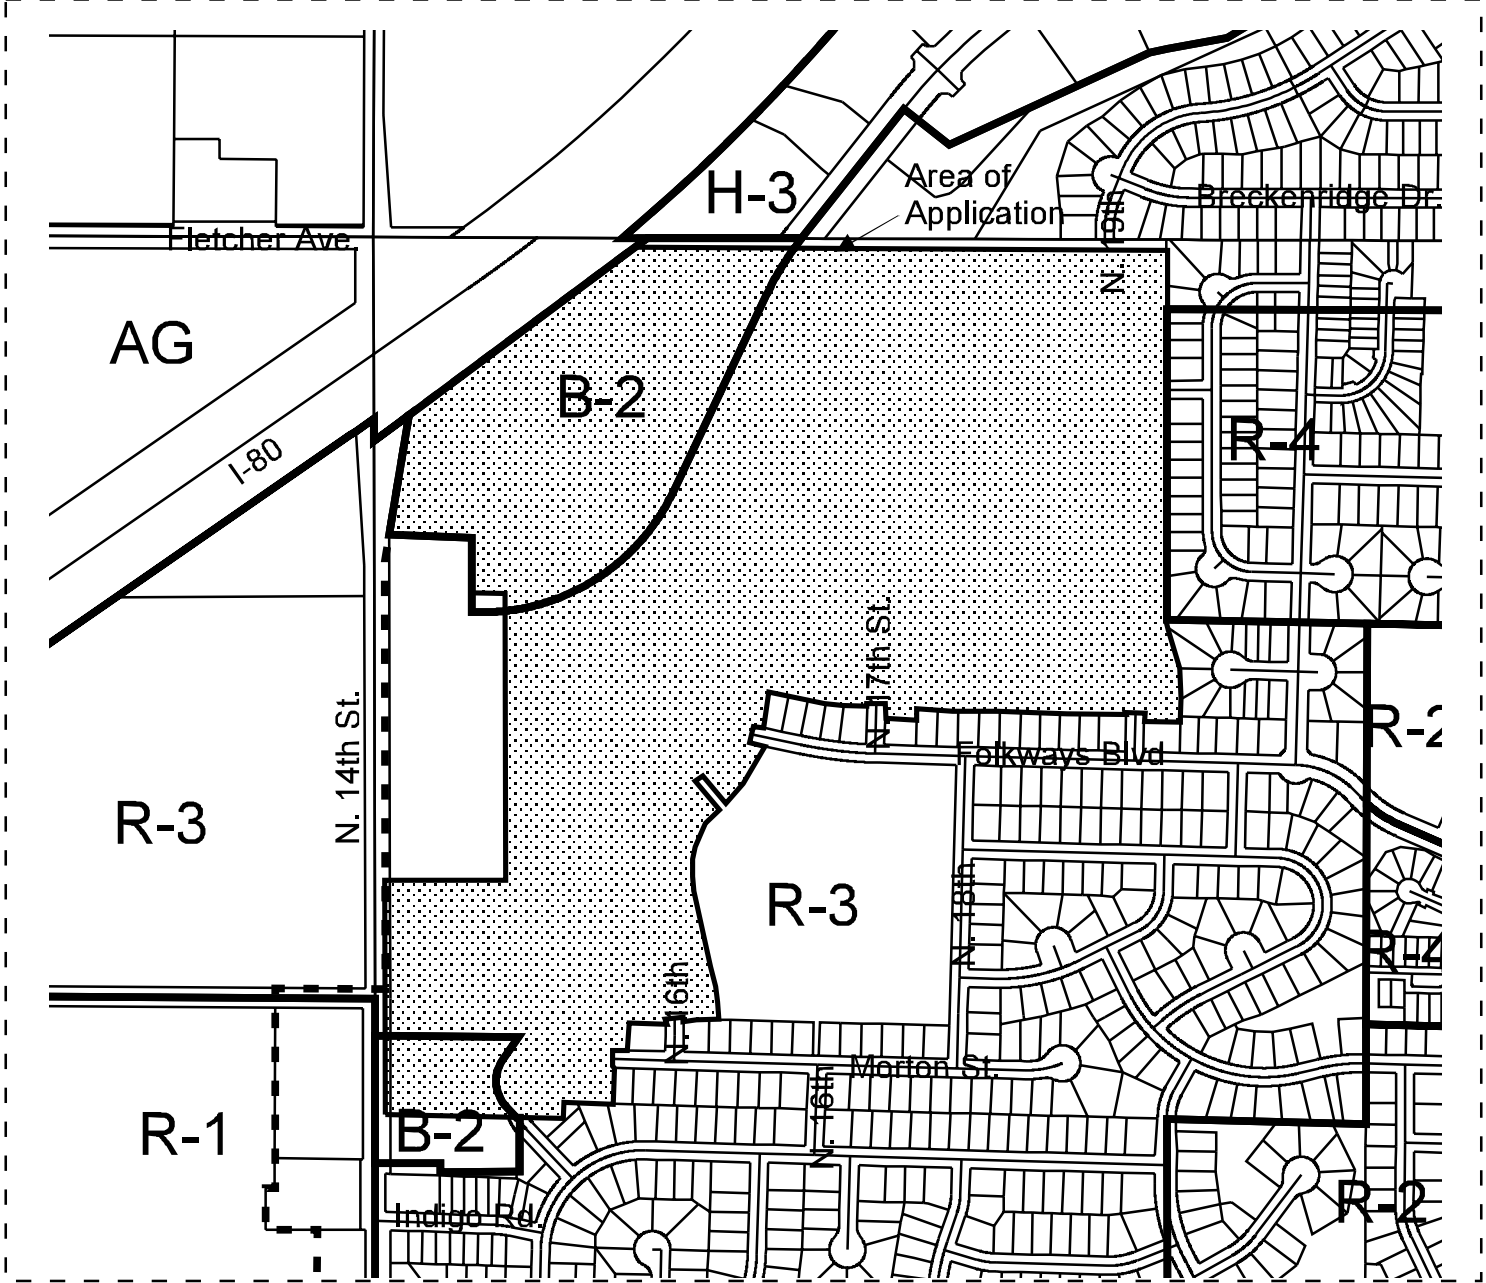 H-3
Area of
Application
N. 19th
Breckenridge Dr.
Fletcher Ave.
AG
B-2
I-80
R-4
N. 14th St.
N. 17th St.
R-2
Folkways Blvd
R-3
R-3
N. 18th
R-4
N. 16th
Morton St.
N. 16th
R-1
B-2
R-2
Indigo Rd.